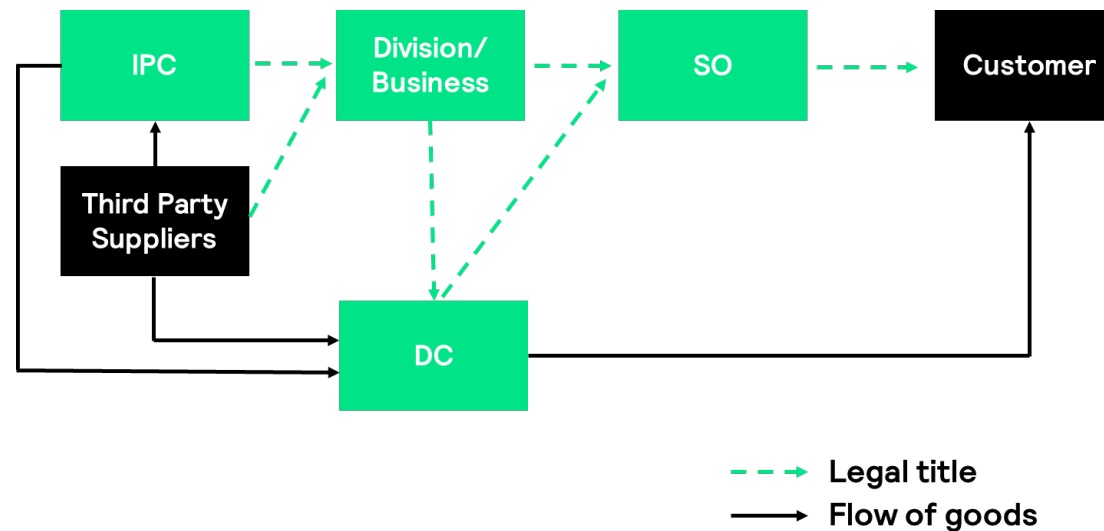 IPC
Division/
Business
SO
Customer
Third Party
Suppliers
DC
Legal title
Flow of goods